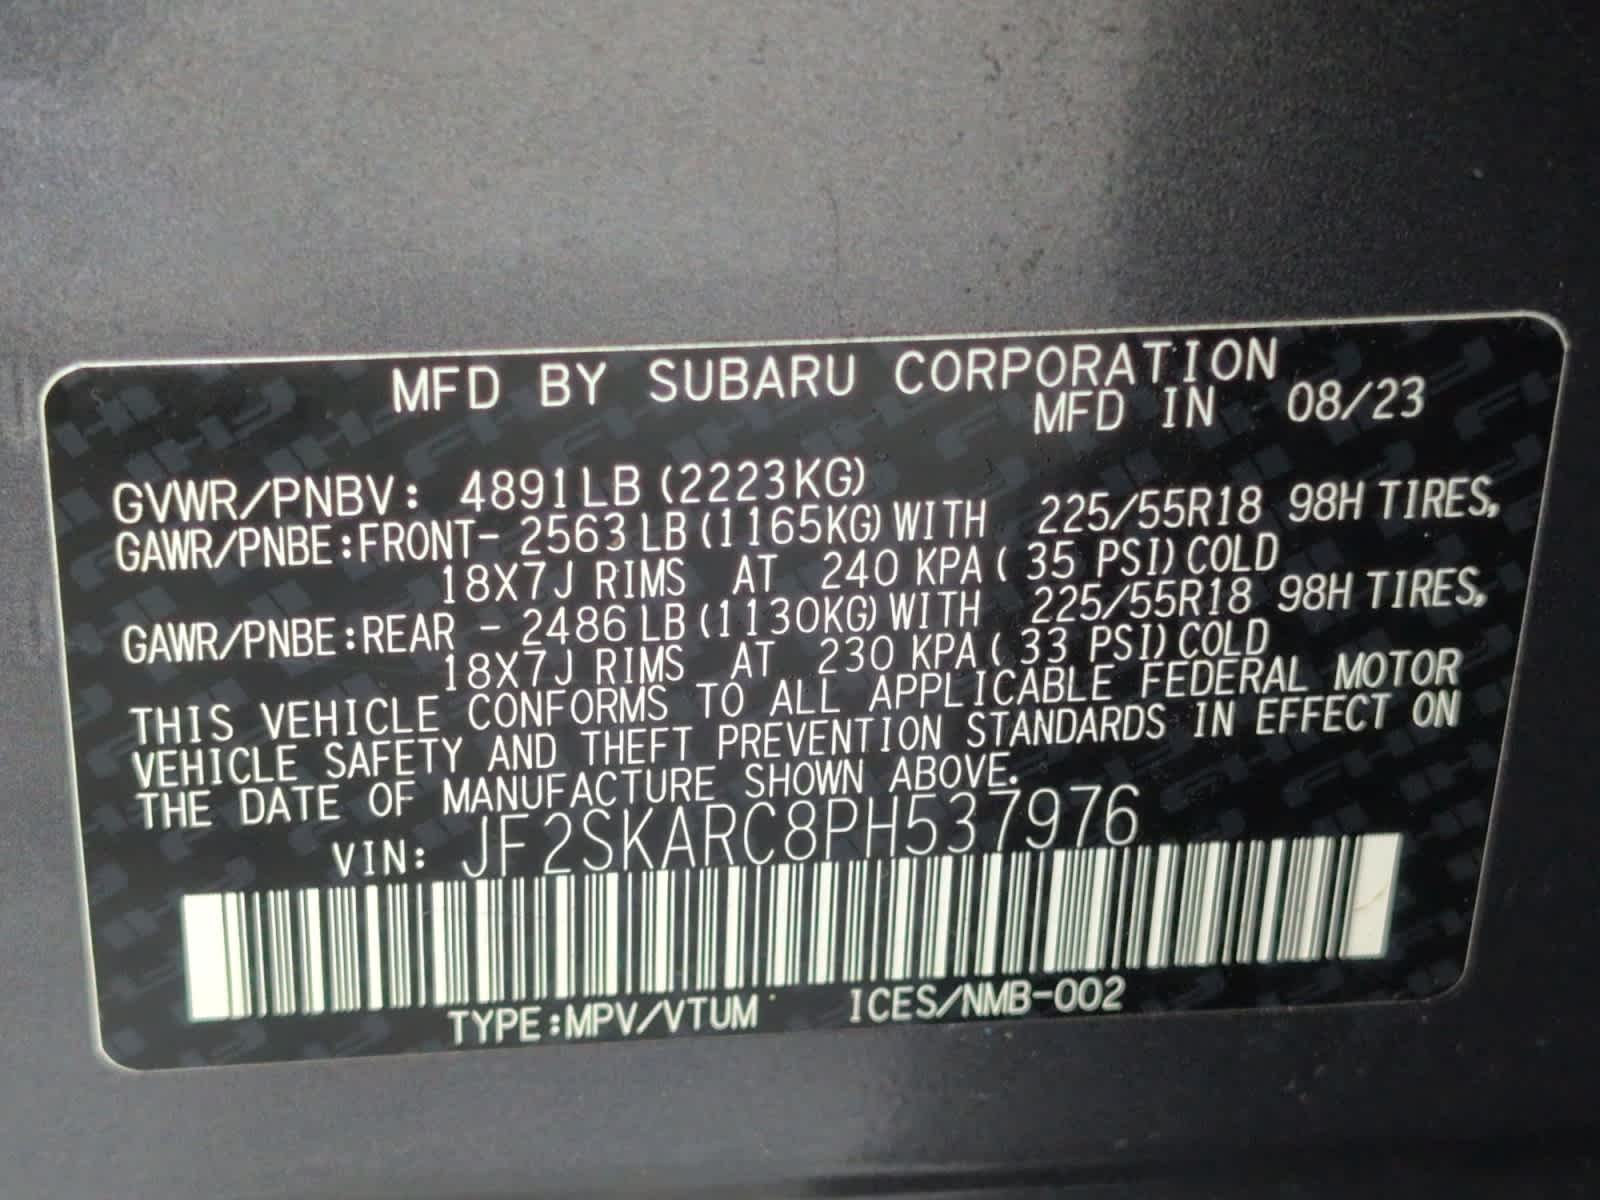 MFD BY SUBARU CORPORATION
MFD IN 08/23
GVWR/PNBV: 4891LB (2223KG)
GAWR/PNBE:FRONT- 2563LB (1165KG) WITH 225/55R18 98H TIRES,
18X7J RIMS AT 240 KPA ( 35 PSI) COLD
GAWR/PNBE:REAR - 2486LB (1130KG) WITH 225/55R18 98H TIRES,
18X7J RIMS AT 230 KPA ( 33 PSI) COLD
THIS VEHICLE CONFORMS TO ALL APPLICABLE FEDERAL MOTOR
VEHICLE SAFETY AND THEFT PREVENTION STANDARDS IN EFFECT ON
THE DATE OF MANUFACTURE SHOWN ABOVE.
VIN: JF2SKARC8PH537976
TYPE:MPV/VTUM ICES/NMB-002